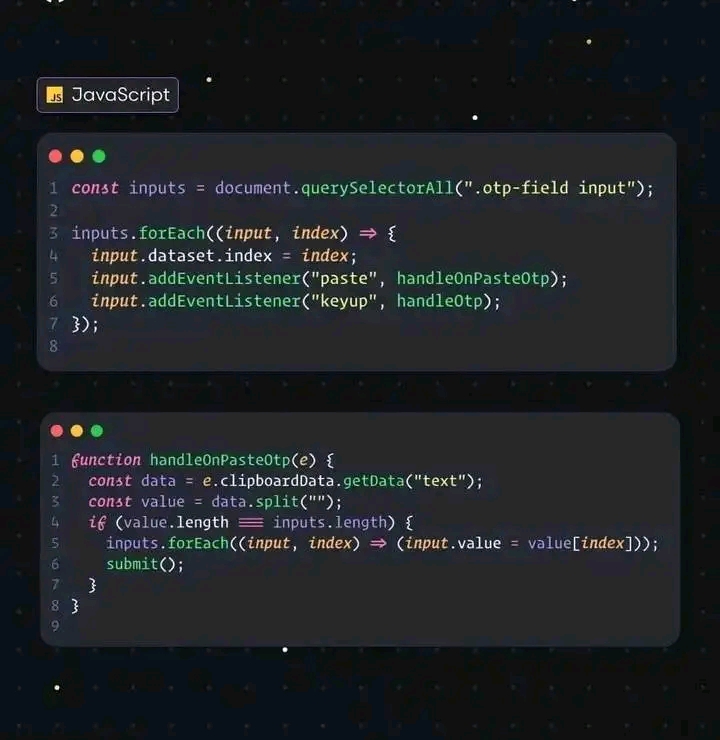 JS JavaScript
1 const inputs = document.querySelectorAll(".otp-field input");
2
3 inputs.forEach((input, index) => {
4   input.dataset.index = index;
5   input.addEventListener("paste", handleOnPasteOtp);
6   input.addEventListener("keyup", handleOtp);
7 });
8
1 function handleOnPasteOtp(e) {
2   const data = e.clipboardData.getData("text");
3   const value = data.split("");
4   if (value.length === inputs.length) {
5     inputs.forEach((input, index) => (input.value = value[index]));
6     submit();
7   }
8 }
9